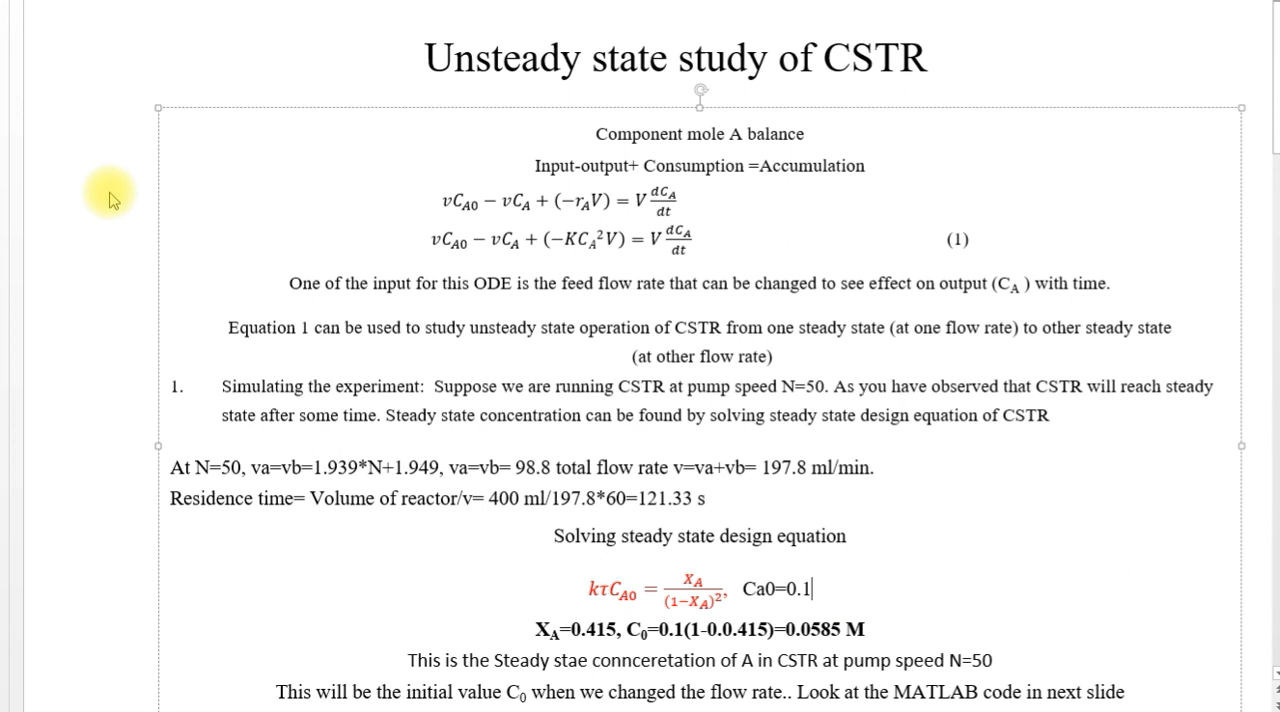 Unsteady state study of CSTR
Component mole A balance
Input-output+ Consumption =Accumulation
vC_A0 − vC_A + (−r_AV) = V dC_A/dt
vC_A0 − vC_A + (−KC_A²V) = V dC_A/dt (1)
One of the input for this ODE is the feed flow rate that can be changed to see effect on output (C_A ) with time.
Equation 1 can be used to study unsteady state operation of CSTR from one steady state (at one flow rate) to other steady state
(at other flow rate)
1. Simulating the experiment: Suppose we are running CSTR at pump speed N=50. As you have observed that CSTR will reach steady
state after some time. Steady state concentration can be found by solving steady state design equation of CSTR
At N=50, va=vb=1.939*N+1.949, va=vb= 98.8 total flow rate v=va+vb= 197.8 ml/min.
Residence time= Volume of reactor/v= 400 ml/197.8*60=121.33 s
Solving steady state design equation
kτC_A0 = X_A/(1−X_A)², Ca0=0.1
X_A=0.415, C₀=0.1(1-0.0.415)=0.0585 M
This is the Steady stae connceretation of A in CSTR at pump speed N=50
This will be the initial value C₀ when we changed the flow rate.. Look at the MATLAB code in next slide